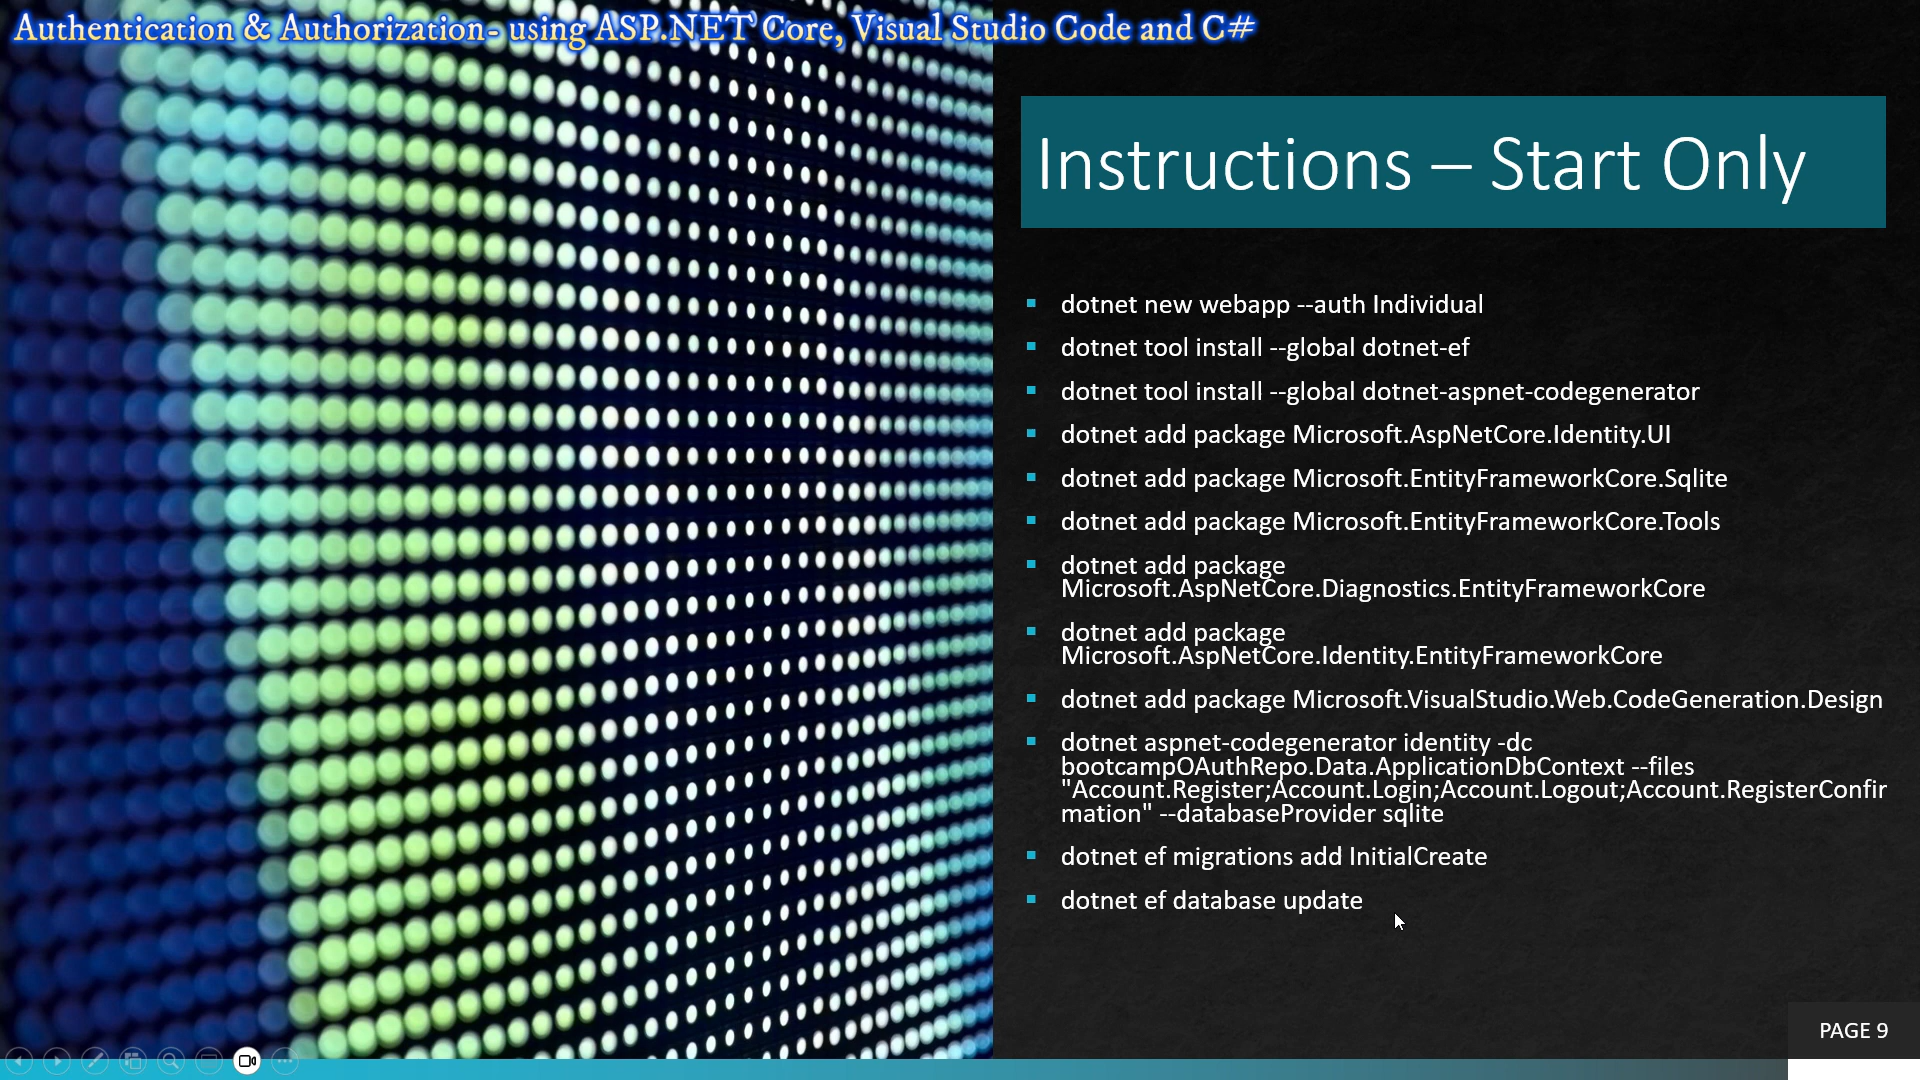 Authentication & Authorization- using ASP.NET Core, Visual Studio Code and C#
Instructions – Start Only
dotnet new webapp --auth Individual
dotnet tool install --global dotnet-ef
dotnet tool install --global dotnet-aspnet-codegenerator
dotnet add package Microsoft.AspNetCore.Identity.UI
dotnet add package Microsoft.EntityFrameworkCore.Sqlite
dotnet add package Microsoft.EntityFrameworkCore.Tools
dotnet add package
Microsoft.AspNetCore.Diagnostics.EntityFrameworkCore
dotnet add package
Microsoft.AspNetCore.Identity.EntityFrameworkCore
dotnet add package Microsoft.VisualStudio.Web.CodeGeneration.Design
dotnet aspnet-codegenerator identity -dc
bootcampOAuthRepo.Data.ApplicationDbContext --files
"Account.Register;Account.Login;Account.Logout;Account.RegisterConfir
mation" --databaseProvider sqlite
dotnet ef migrations add InitialCreate
dotnet ef database update
PAGE 9